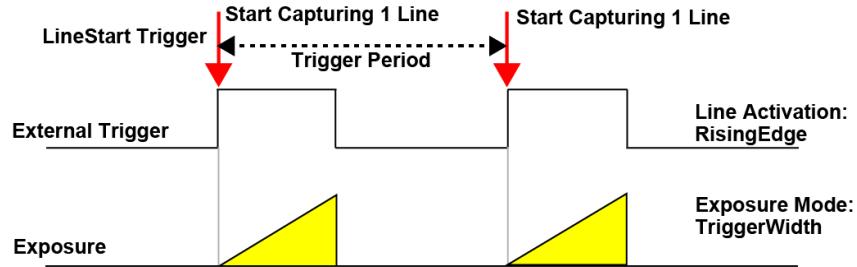 Start Capturing 1 Line
Start Capturing 1 Line
LineStart Trigger
Trigger Period
External Trigger
Line Activation:
RisingEdge
Exposure Mode:
TriggerWidth
Exposure